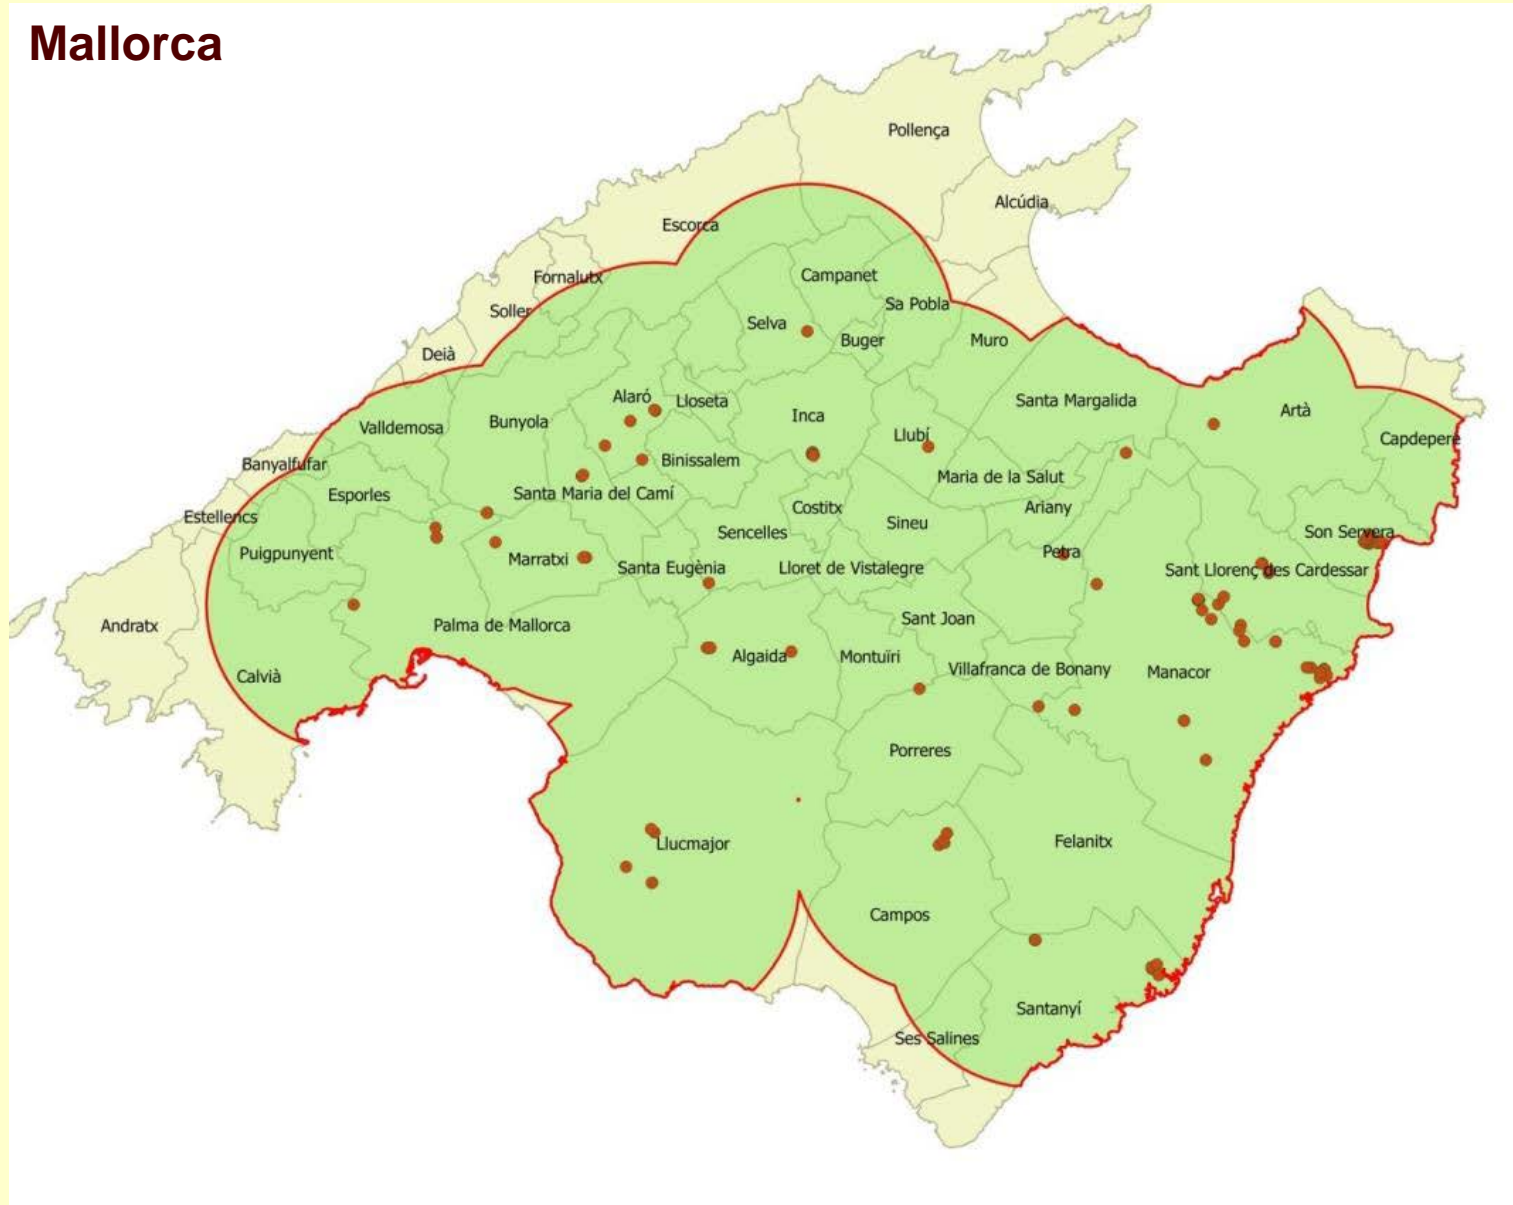 Mallorca
Pollença
Alcúdia
Escorca
Fornalutx
Campanet
Sa Pobla
Soller
Selva
Buger
Muro
Deià
Alaró
Lloseta
Santa Margalida
Artà
Inca
Bunyola
Valldemosa
Llubí
Capdepere
Banyalfufar
Binissalem
Maria de la Salut
Esporles
Santa Maria del Camí
Costitx
Ariany
Estellencs
Sineu
Sencelles
Son Servera
Puigpunyent
Marratxi
Petra
Santa Eugènia
Lloret de Vistalegre
Sant Llorenç des Cardessar
Andratx
Palma de Mallorca
Sant Joan
Algaida
Montuïri
Villafranca de Bonany
Manacor
Calvià
Porreres
Llucmajor
Felanitx
Campos
Santanyí
Ses Salines